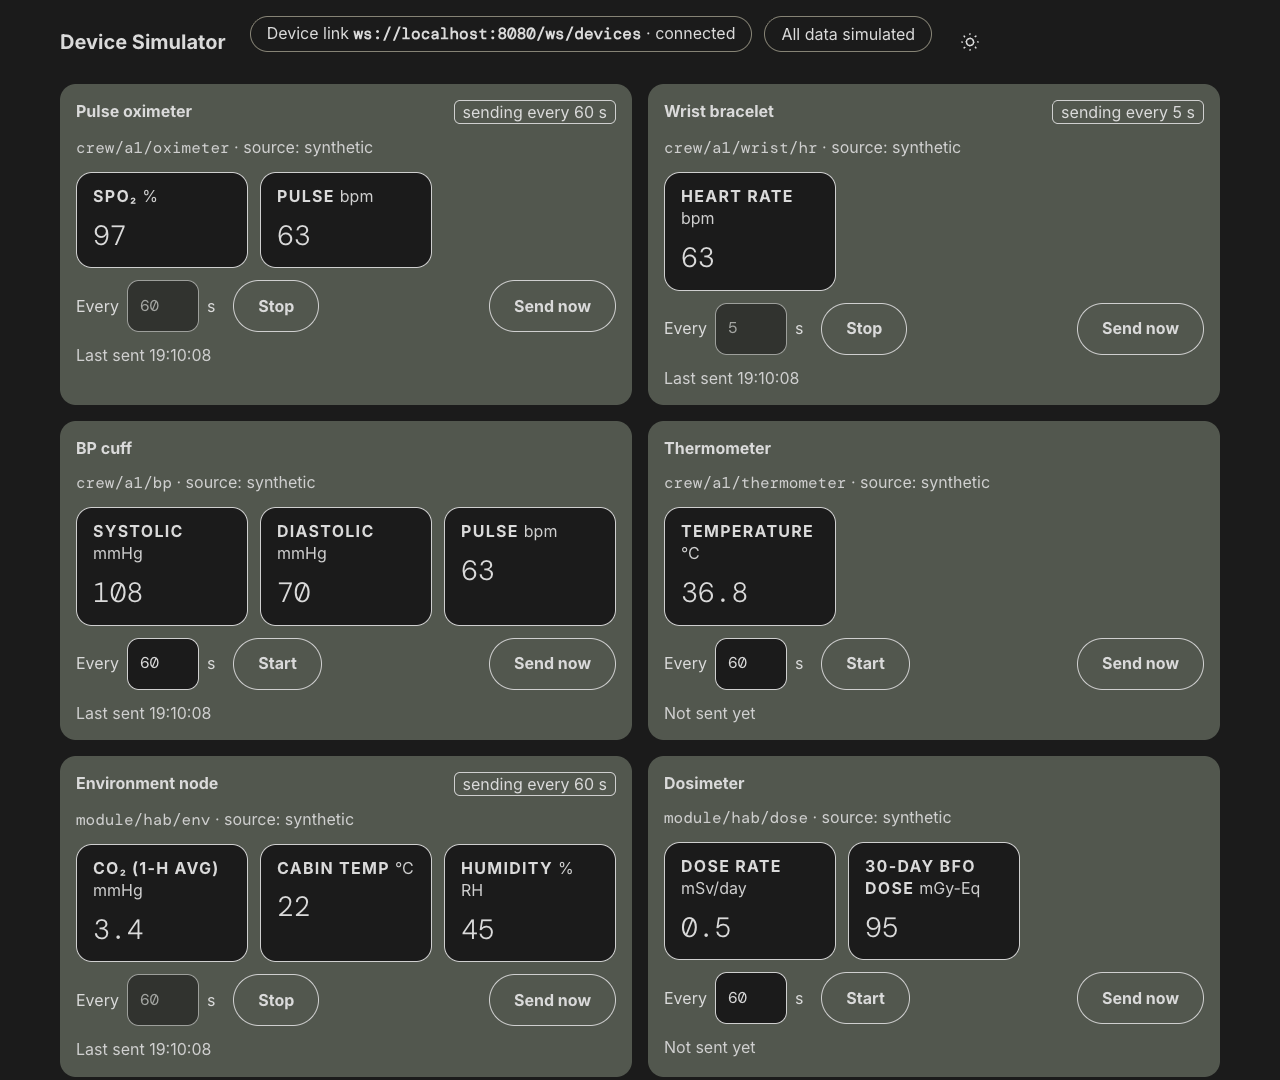 Device Simulator
Device link ws://localhost:8080/ws/devices · connected
All data simulated
Pulse oximeter
sending every 60 s
crew/a1/oximeter · source: synthetic
SPO₂ %
97
PULSE bpm
63
Every 60 s
Stop
Send now
Last sent 19:10:08
Wrist bracelet
sending every 5 s
crew/a1/wrist/hr · source: synthetic
HEART RATE
bpm
63
Every 5 s
Stop
Send now
Last sent 19:10:08
BP cuff
crew/a1/bp · source: synthetic
SYSTOLIC
mmHg
108
DIASTOLIC
mmHg
70
PULSE bpm
63
Every 60 s
Start
Send now
Last sent 19:10:08
Thermometer
crew/a1/thermometer · source: synthetic
TEMPERATURE
°C
36.8
Every 60 s
Start
Send now
Not sent yet
Environment node
sending every 60 s
module/hab/env · source: synthetic
CO₂ (1-H AVG)
mmHg
3.4
CABIN TEMP °C
22
HUMIDITY %
RH
45
Every 60 s
Stop
Send now
Last sent 19:10:08
Dosimeter
module/hab/dose · source: synthetic
DOSE RATE
mSv/day
0.5
30-DAY BFO
DOSE mGy-Eq
95
Every 60 s
Start
Send now
Not sent yet